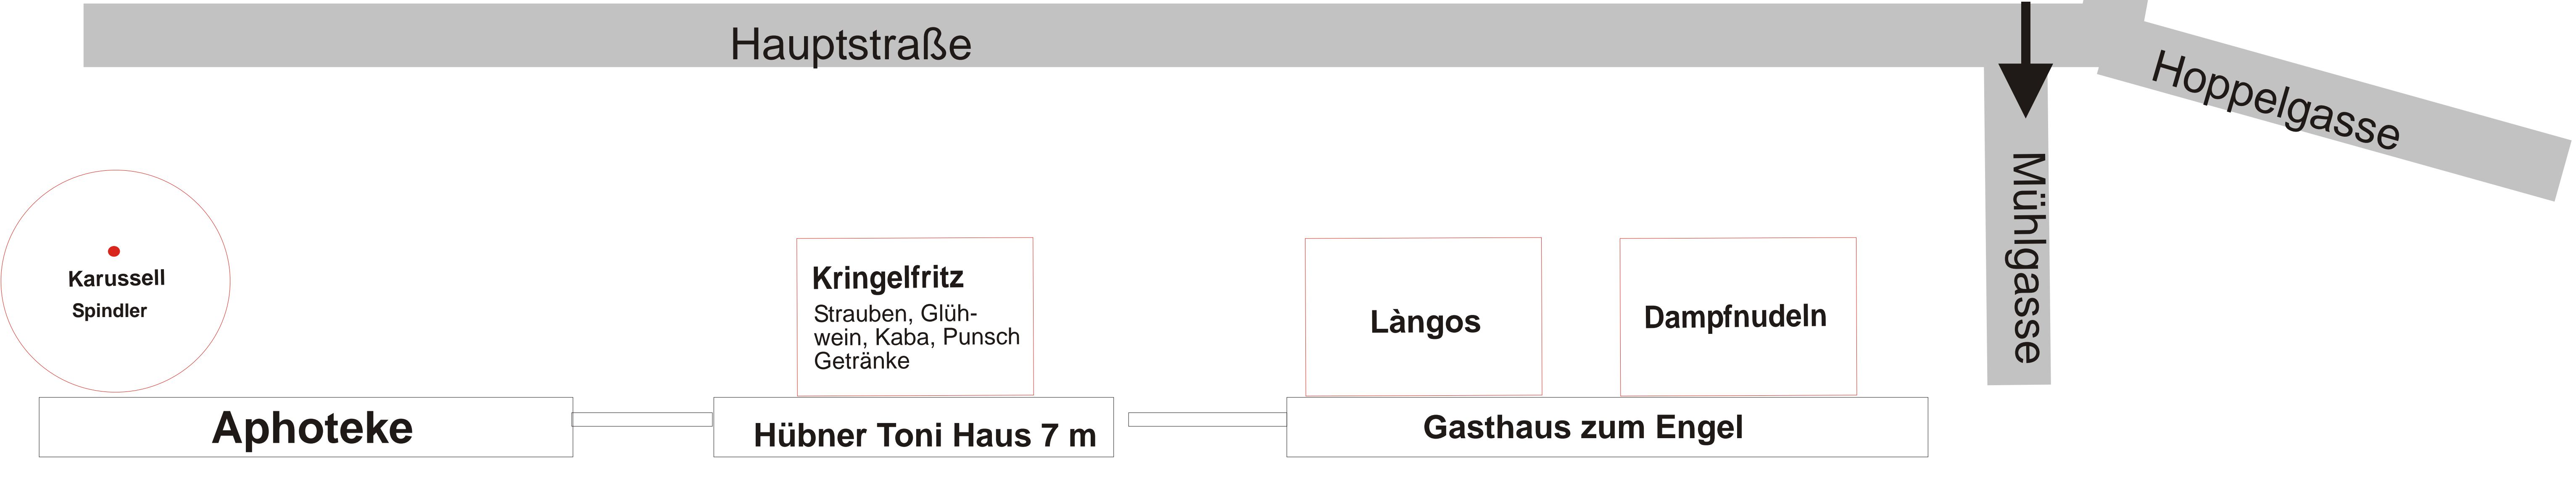 Hauptstraße
Hoppelgasse
Mühlgasse
Karussell
Spindler
Kringelfritz
Strauben, Glüh-
wein, Kaba, Punsch
Getränke
Làngos
Dampfnudeln
Aphoteke
Hübner Toni Haus 7 m
Gasthaus zum Engel